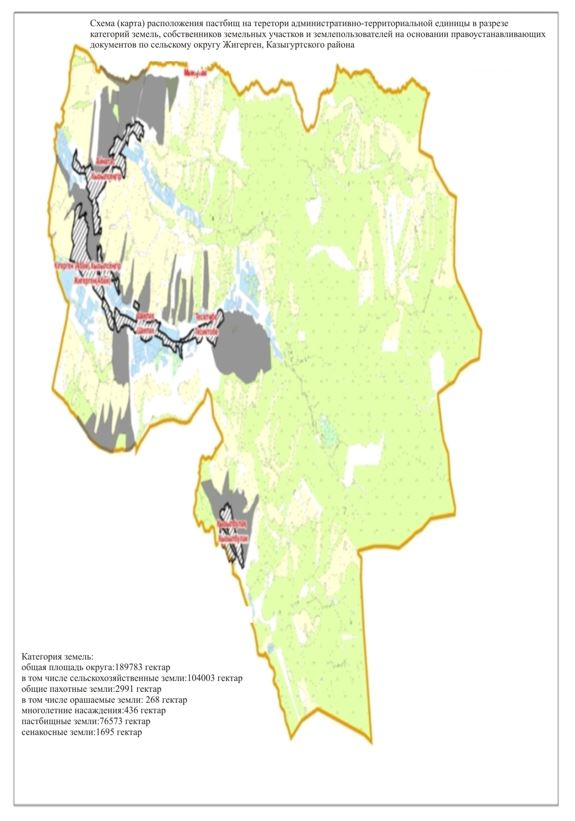 Схема (карта) расположения пастбищ на теретори административно-территориальной единицы в разрезе
категорий земель, собственников земельных участков и землепользователей на основании правоустанавливающих
документов по сельскому округу Жигерген, Казыгуртского района
Кызылбулак
Кызылбулак
Категория земель:
общая площадь округа:189783 гектар
в том числе сельскохозяйственные земли:104003 гектар
общие пахотные земли:2991 гектар
в том числе орашаемые земли: 268 гектар
многолетние насаждения:436 гектар
пастбищные земли:76573 гектар
сенакосные земли:1695 гектар